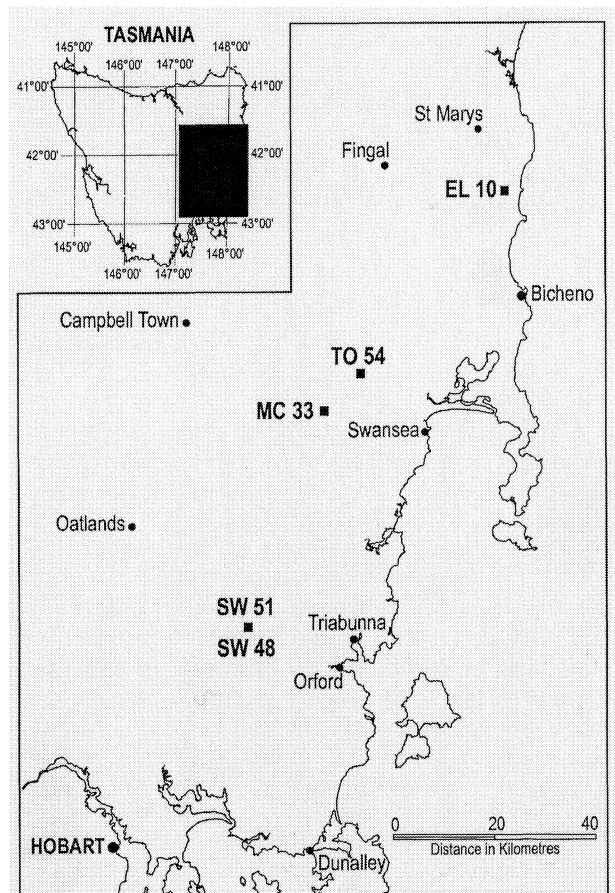 TASMANIA
145°00' 147°00' 148°00'
146°00'
41°00' 41°00'
42°00' 42°00'
43°00' 43°00'
145°00' 148°00'
146°00' 147°00'
St Marys
Fingal
EL 10
Bicheno
Campbell Town
TO 54
MC 33
Swansea
Oatlands
SW 51
Triabunna
SW 48
Orford
0 20 40
Distance in Kilometres
HOBART
Dunalley